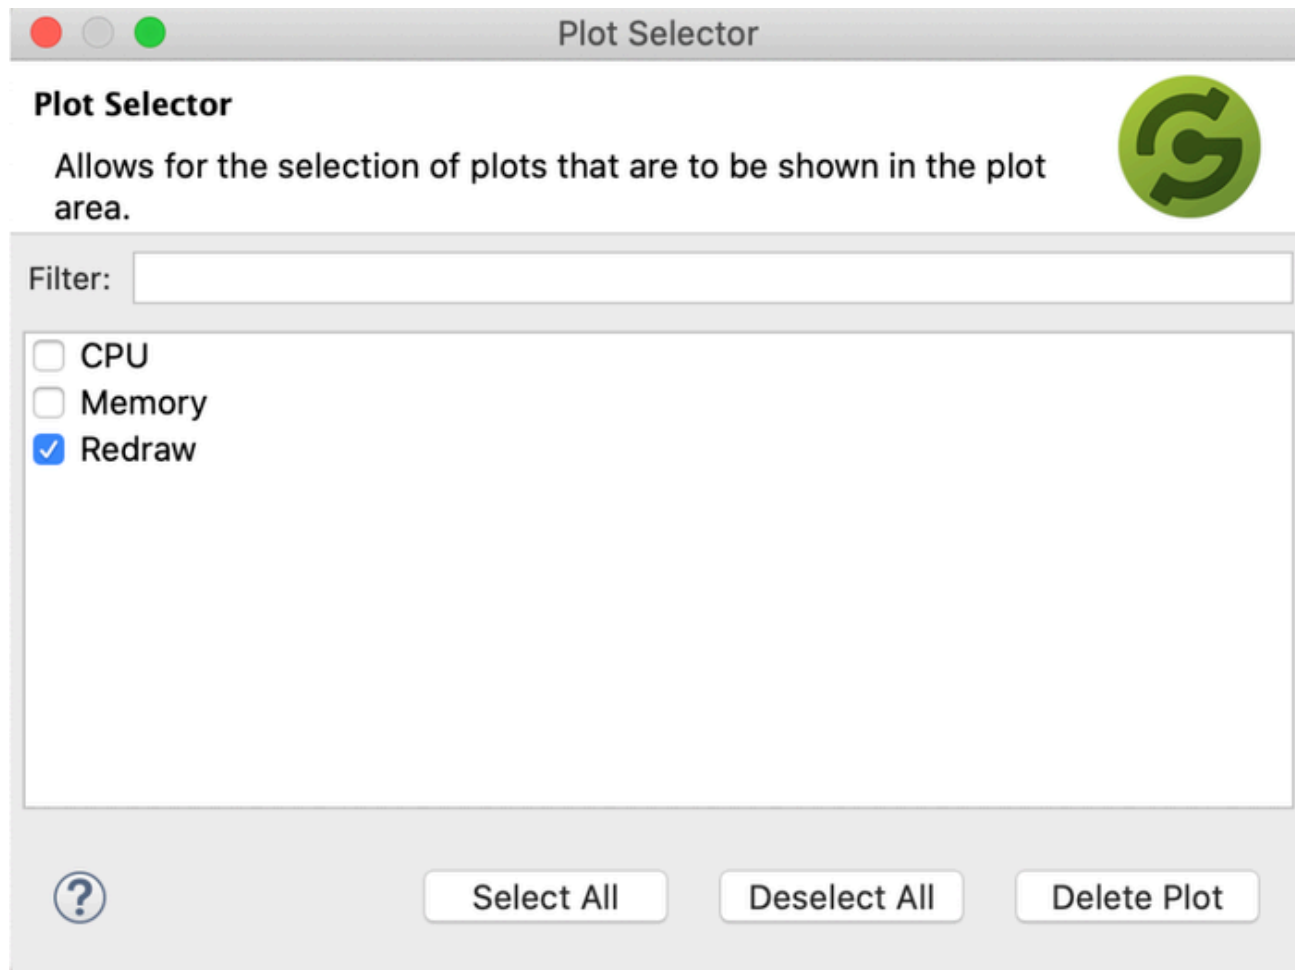 Plot Selector
Plot Selector
Allows for the selection of plots that are to be shown in the plot
area.
Filter:
CPU
Memory
Redraw
?
Select All
Deselect All
Delete Plot